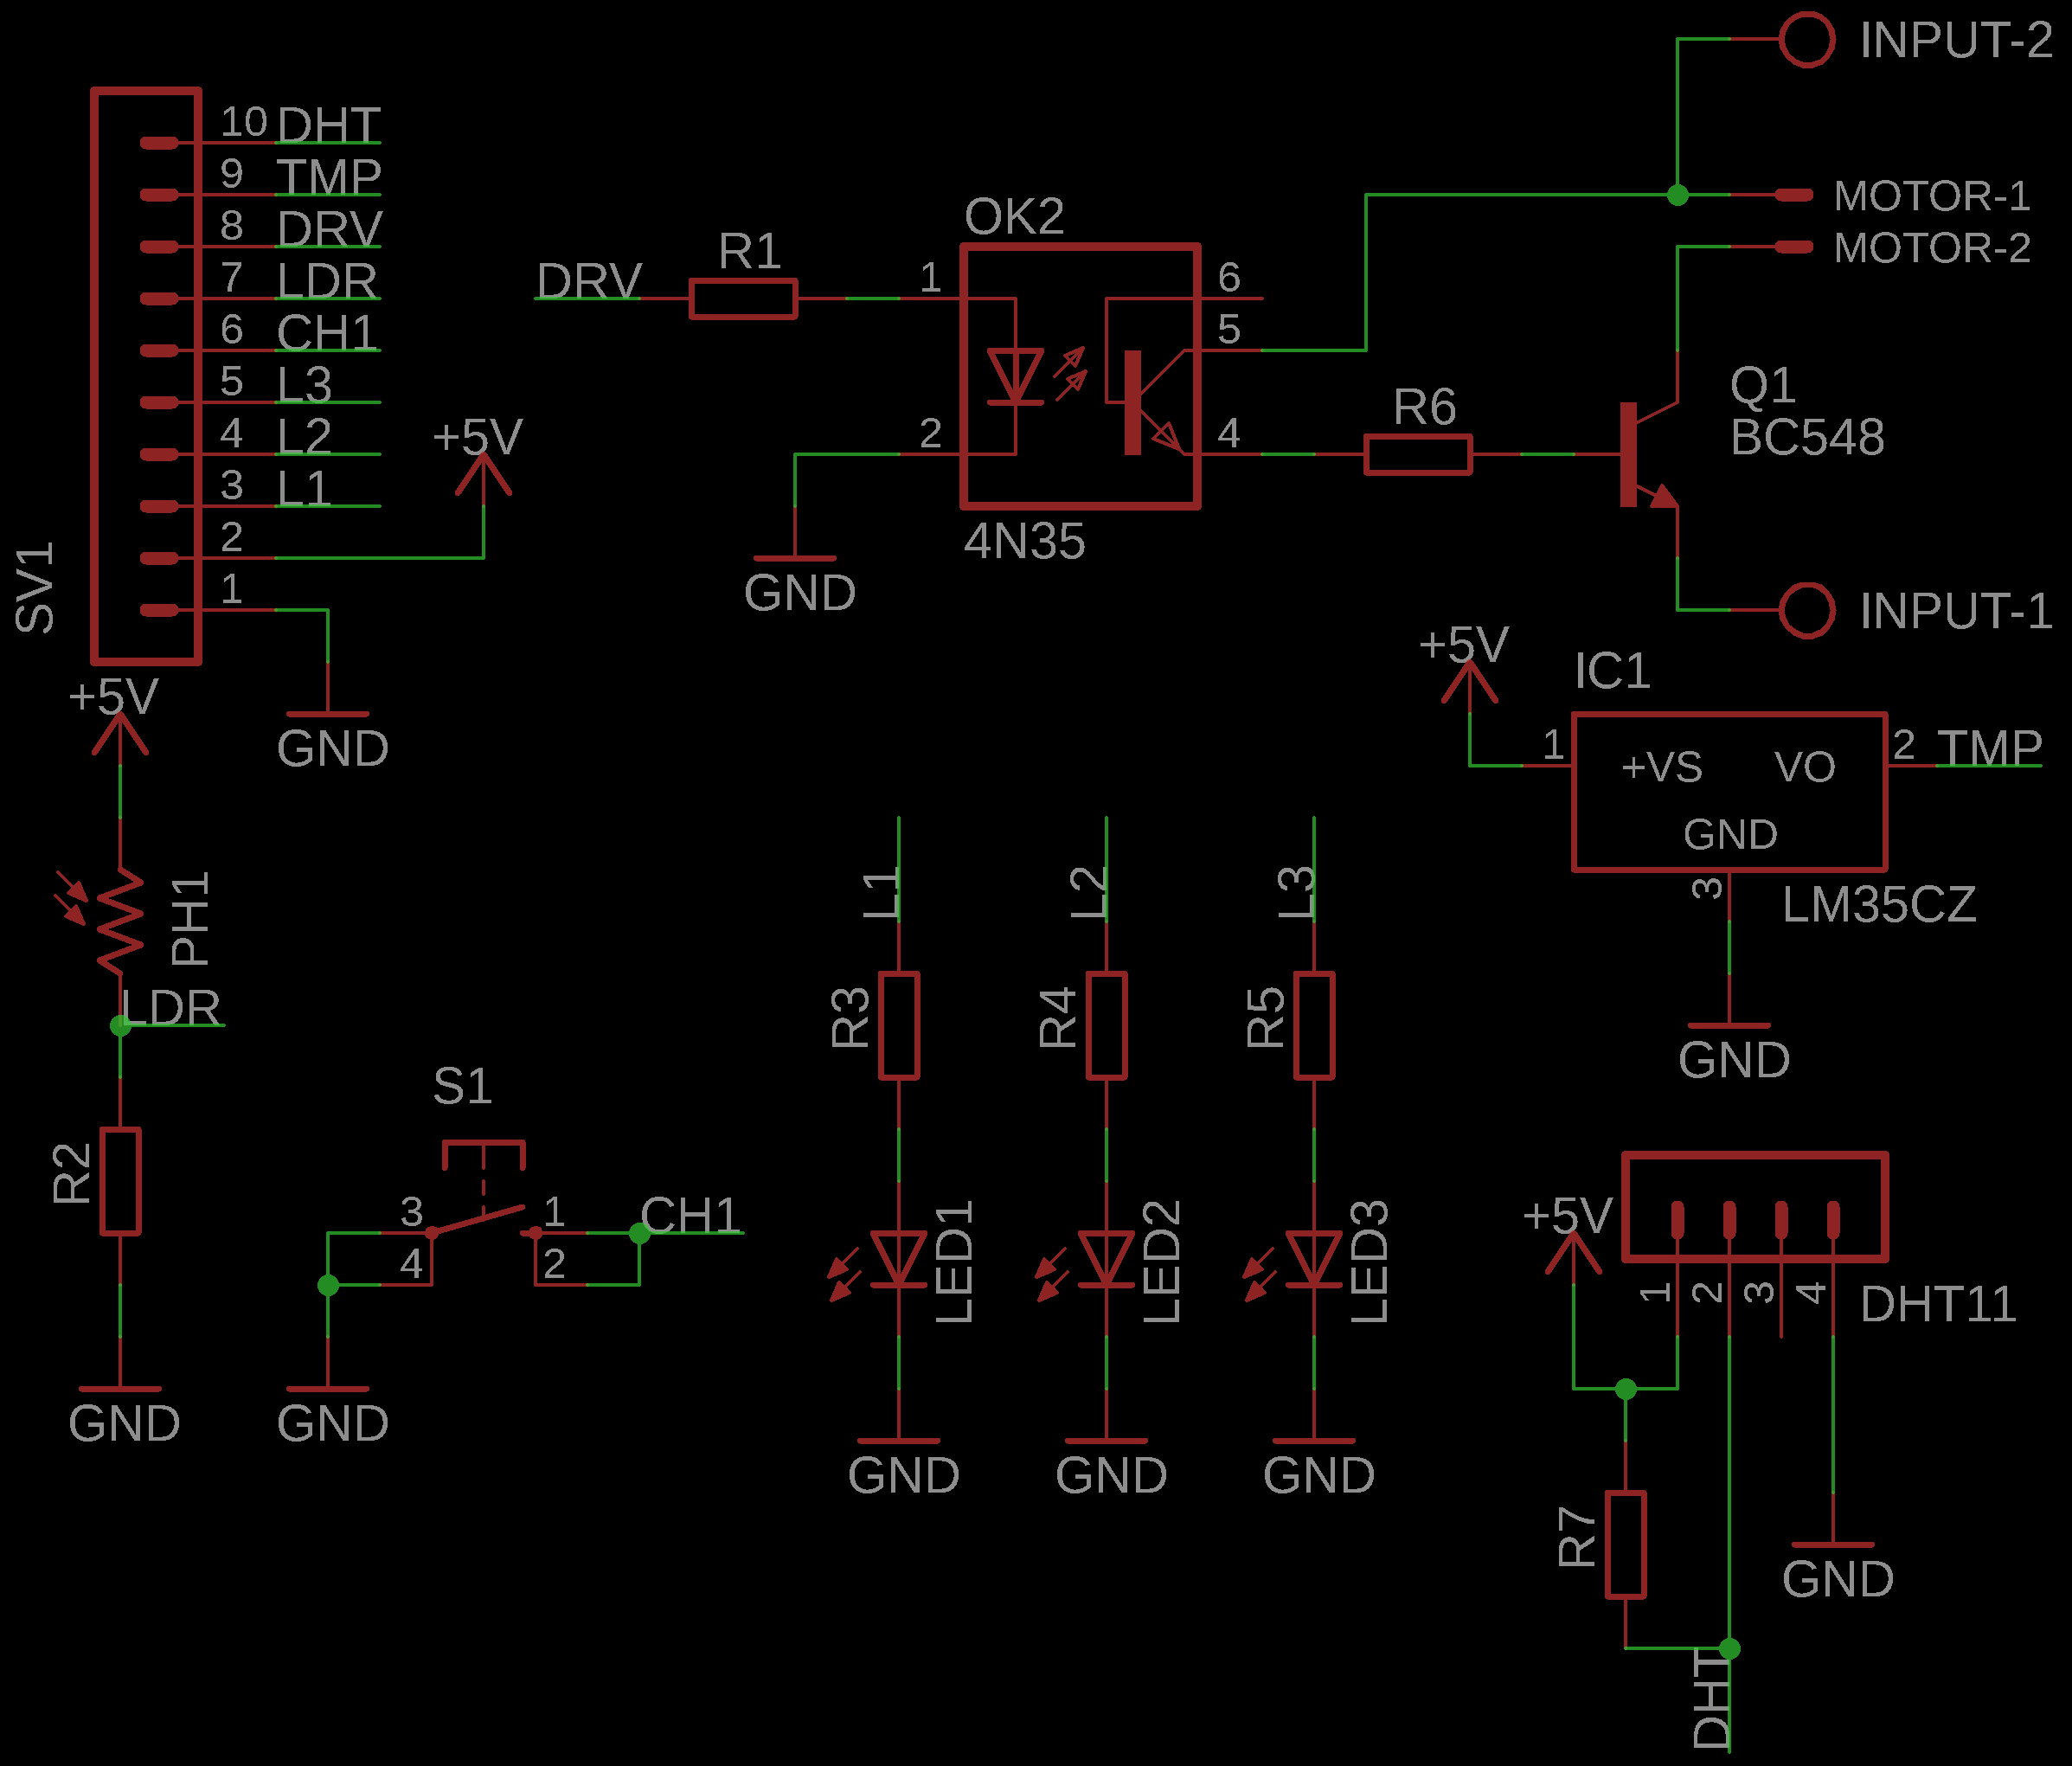 INPUT-2
10 DHT
9 TMP
8 DRV
7 LDR
6 CH1
5 L3
4 L2
3 L1
2
1
SV1
+5V
GND
DRV
R1
OK2
1
2
6
5
4
4N35
GND
MOTOR-1
MOTOR-2
R6
Q1
BC548
INPUT-1
+5V
IC1
1
+VS
VO
GND
2 TMP
3
LM35CZ
GND
+5V
PH1
LDR
R2
GND
S1
3
4
1
2
CH1
GND
L1
R3
LED1
GND
L2
R4
LED2
GND
L3
R5
LED3
GND
+5V
1
2
3
4
DHT11
R7
GND
DHT